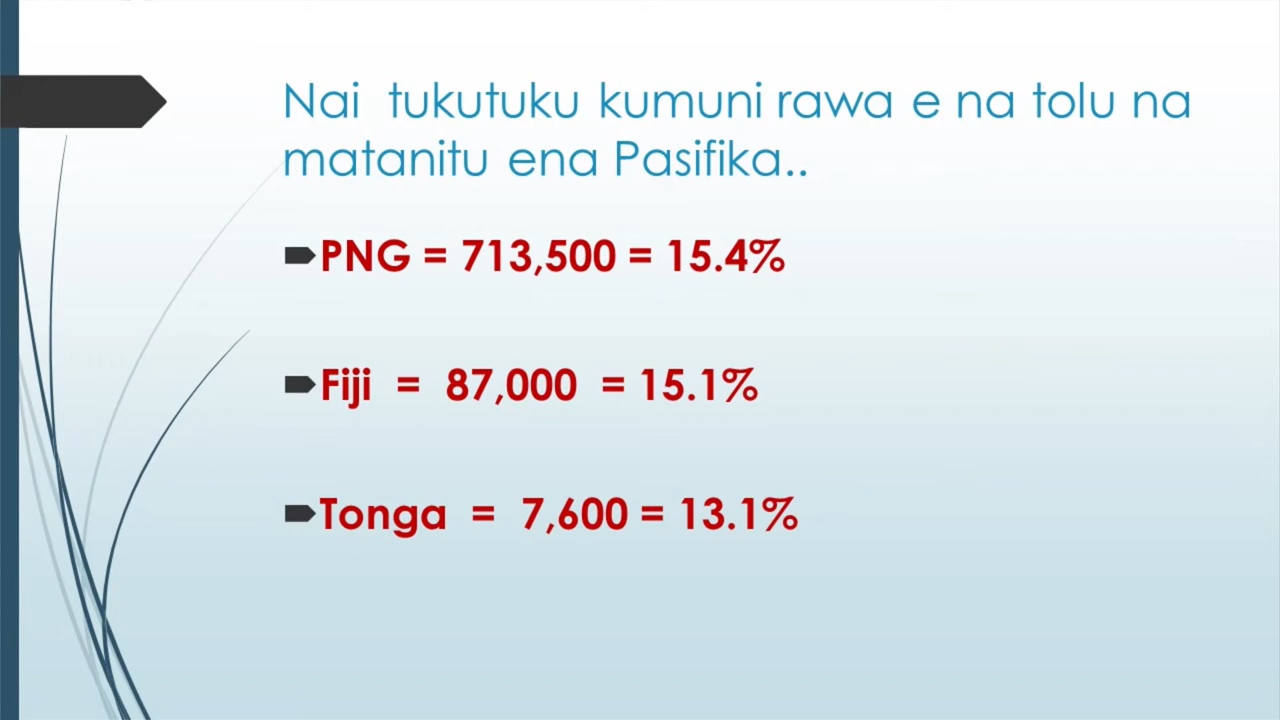 Nai tukutuku kumuni rawa e na tolu na
matanitu ena Pasifika..
PNG = 713,500 = 15.4%
Fiji = 87,000 = 15.1%
Tonga = 7,600 = 13.1%